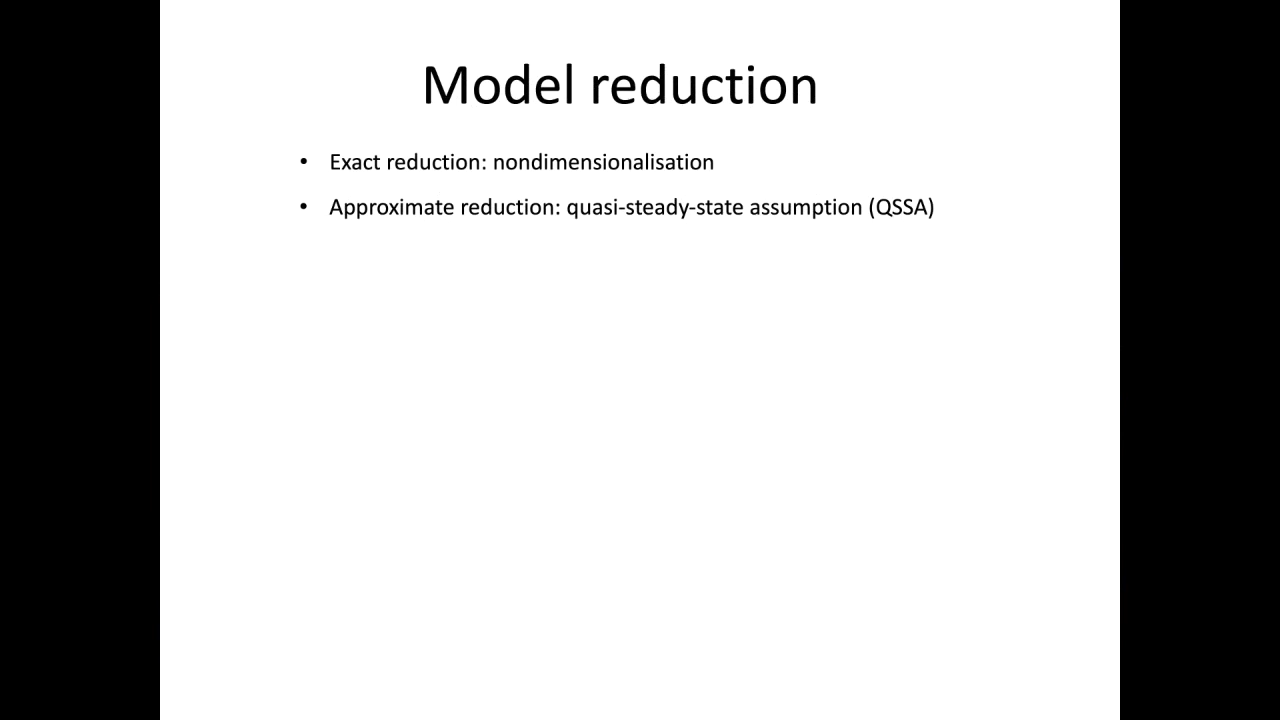 Model reduction
• Exact reduction: nondimensionalisation
• Approximate reduction: quasi-steady-state assumption (QSSA)